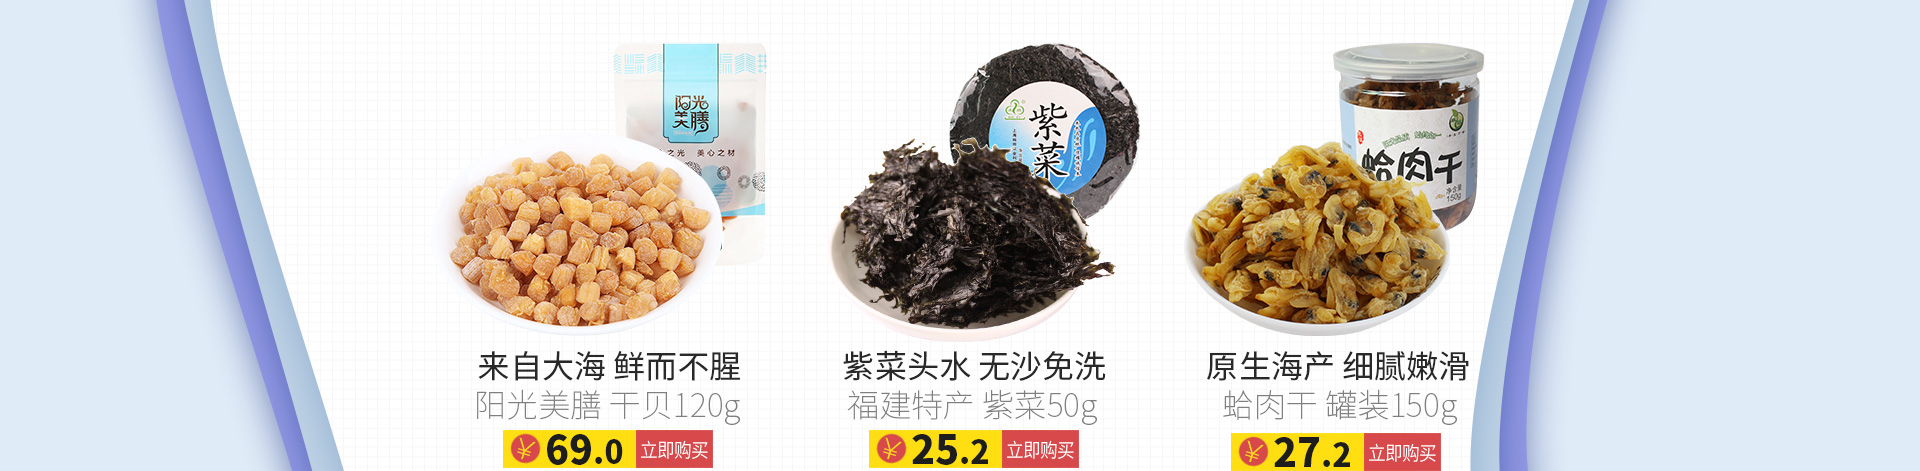 阳光
美膳
之光 美心之材
紫菜
蛤肉干
净含量
150g
来自大海 鲜而不腥
阳光美膳 干贝120g
69.0 立即购买
紫菜头水 无沙免洗
福建特产 紫菜50g
25.2 立即购买
原生海产 细腻嫩滑
蛤肉干 罐装150g
27.2 立即购买